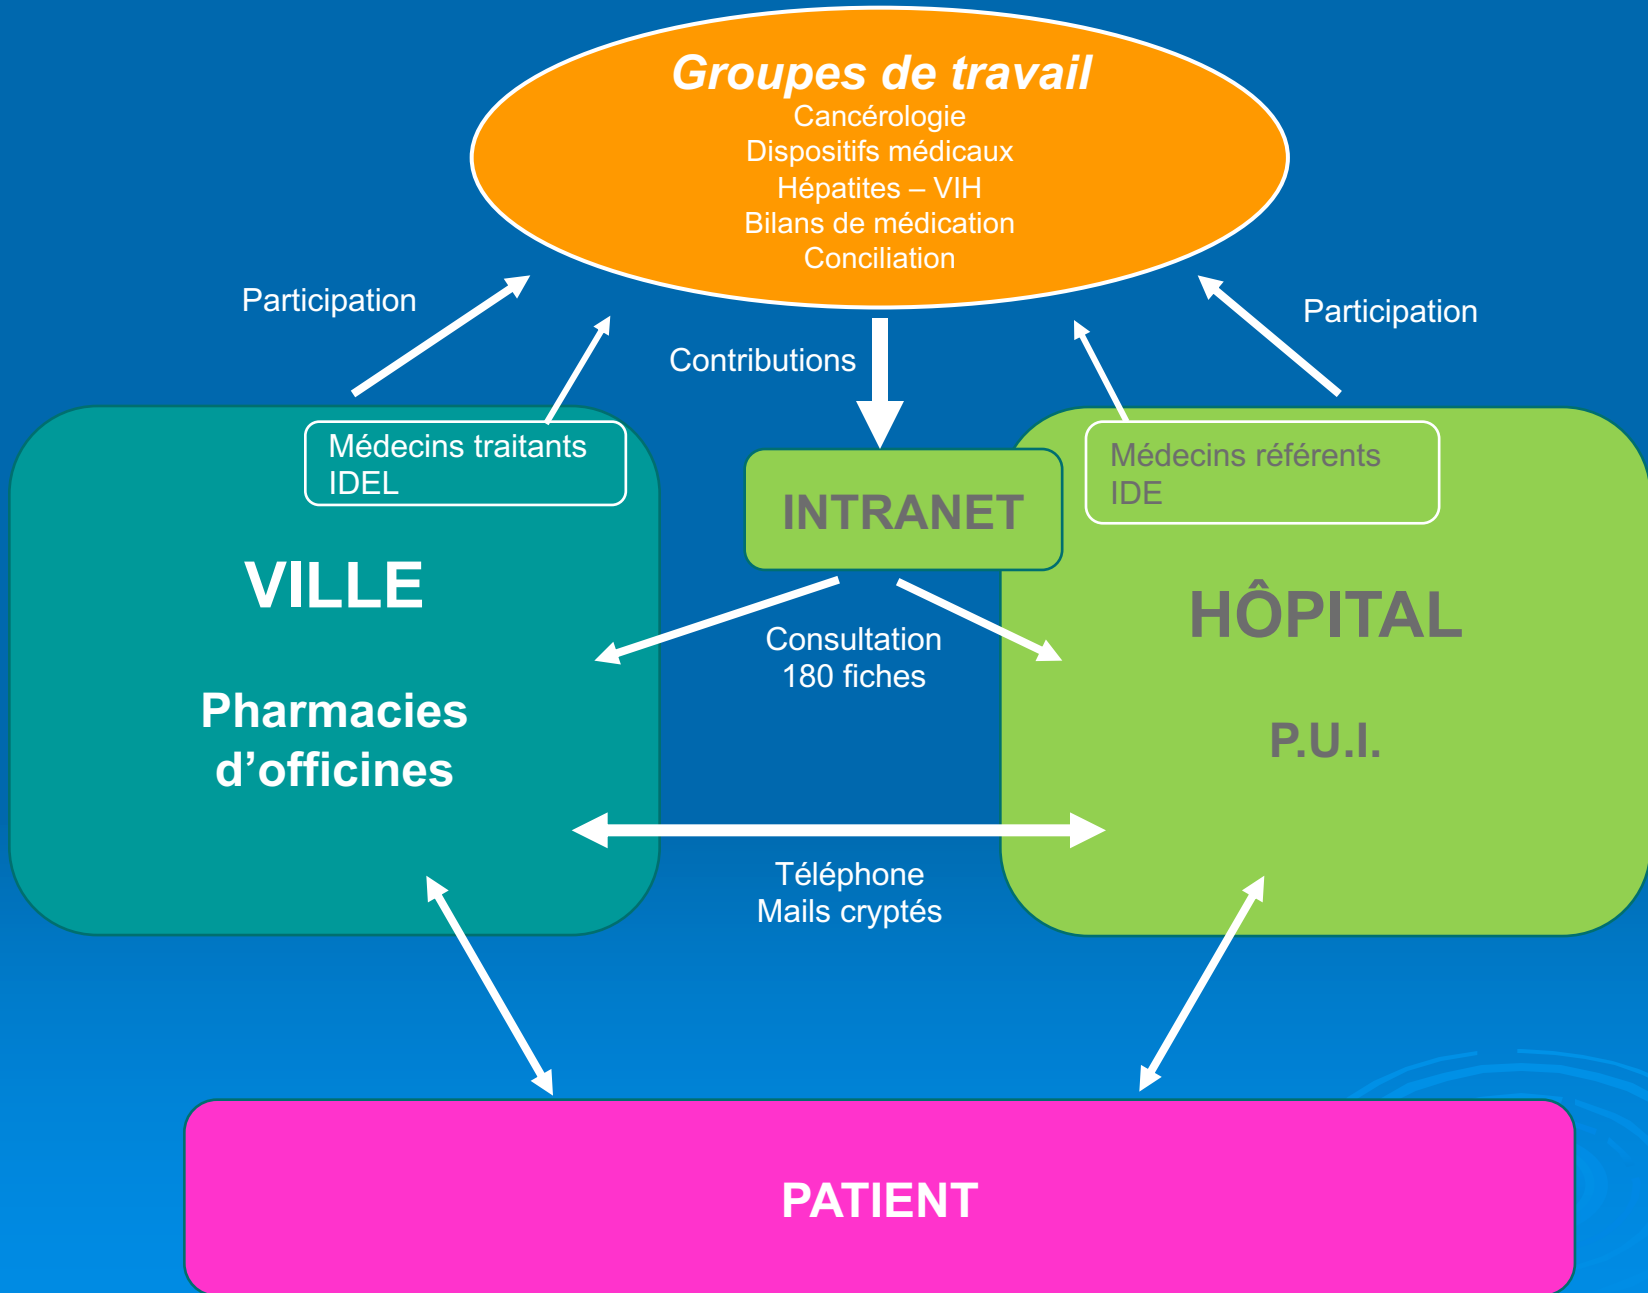 Groupes de travail
Cancérologie
Dispositifs médicaux
Hépatites – VIH
Bilans de médication
Conciliation
Participation
Participation
Contributions
Médecins traitants
IDEL
INTRANET
Médecins référents
IDE
VILLE
HÔPITAL
Consultation
180 fiches
Pharmacies
d’officines
P.U.I.
Téléphone
Mails cryptés
PATIENT